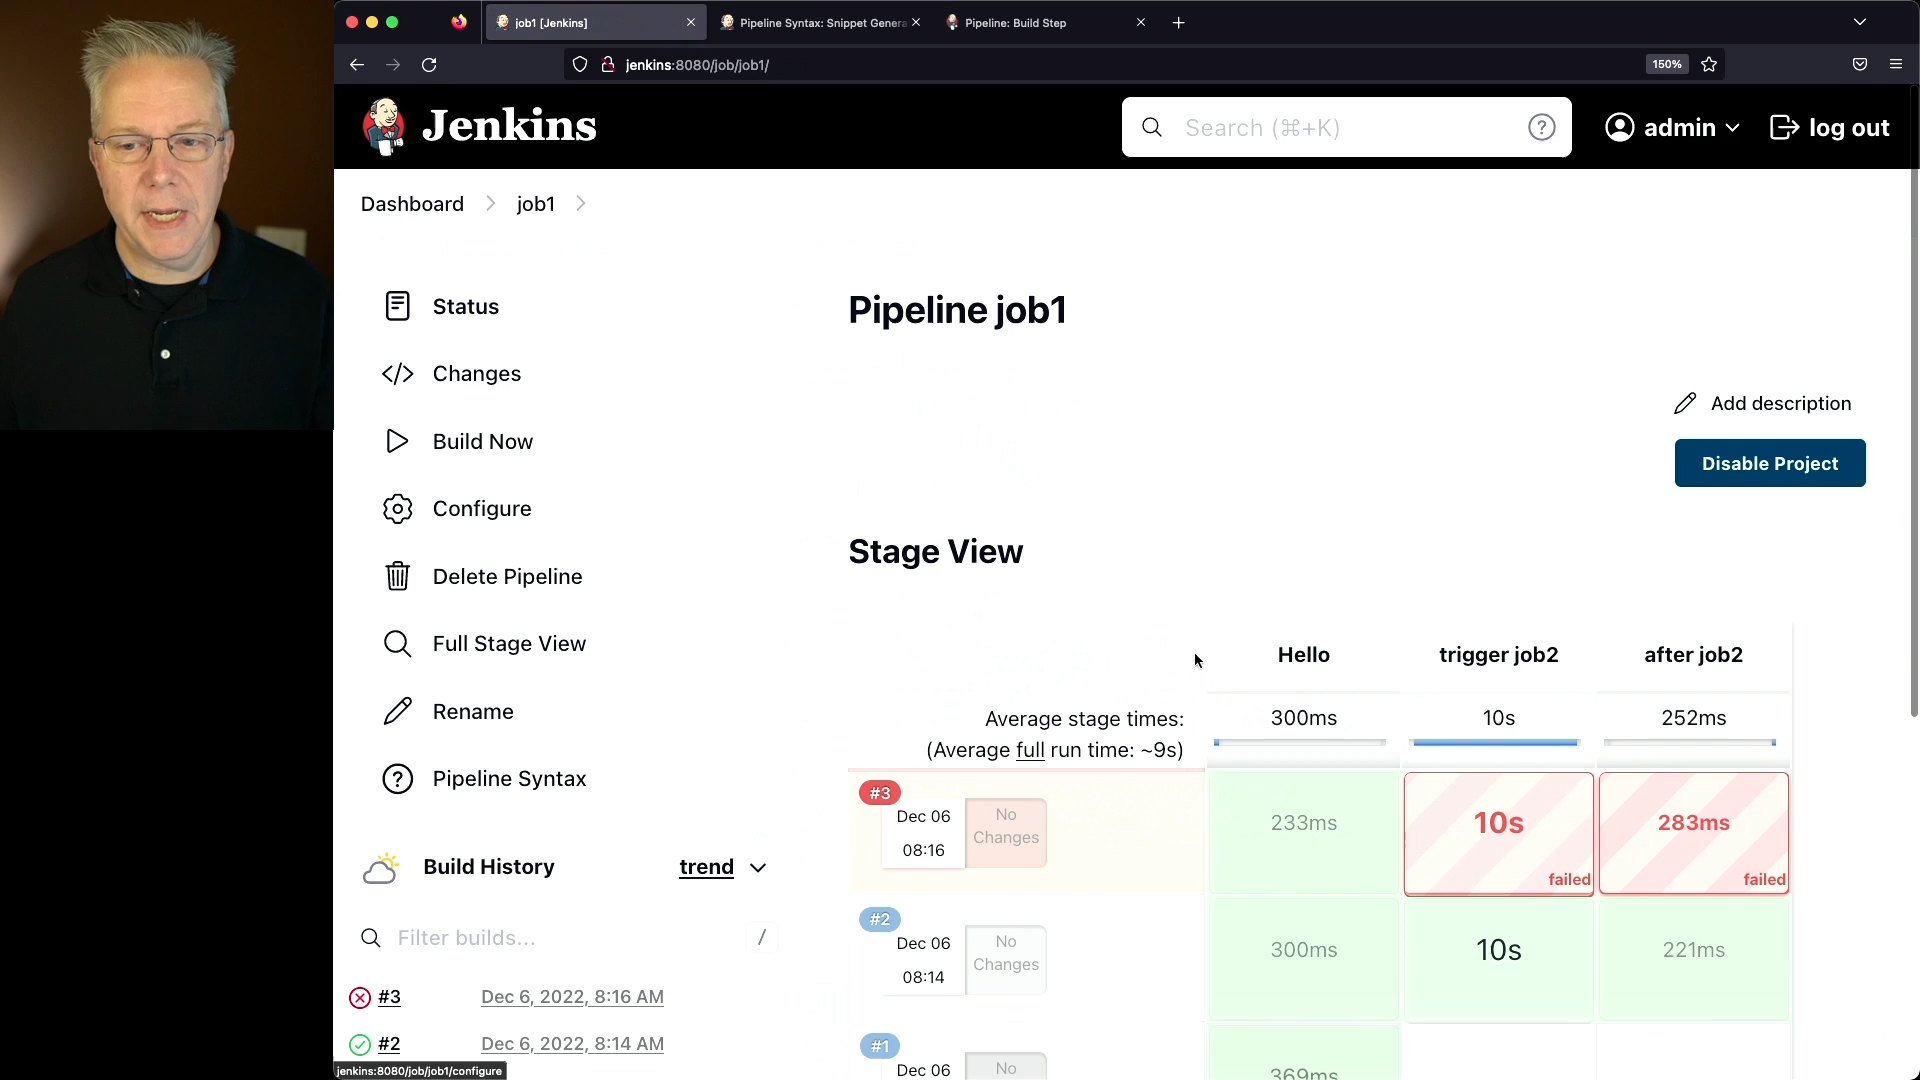 job1 [Jenkins]
Pipeline Syntax: Snippet Genera
Pipeline: Build Step
jenkins:8080/job/job1/
150%
Jenkins
Search (⌘+K)
admin
log out
Dashboard
job1
Status
Changes
Build Now
Configure
Delete Pipeline
Full Stage View
Rename
Pipeline Syntax
Build History
trend
Filter builds...
/
#3
Dec 6, 2022, 8:16 AM
#2
Dec 6, 2022, 8:14 AM
jenkins:8080/job/job1/configure
Pipeline job1
Add description
Disable Project
Stage View
Hello
trigger job2
after job2
Average stage times:
(Average full run time: ~9s)
300ms
10s
252ms
#3
Dec 06
08:16
No
Changes
233ms
10s
failed
283ms
failed
#2
Dec 06
08:14
No
Changes
300ms
10s
221ms
#1
Dec 06
No
369ms